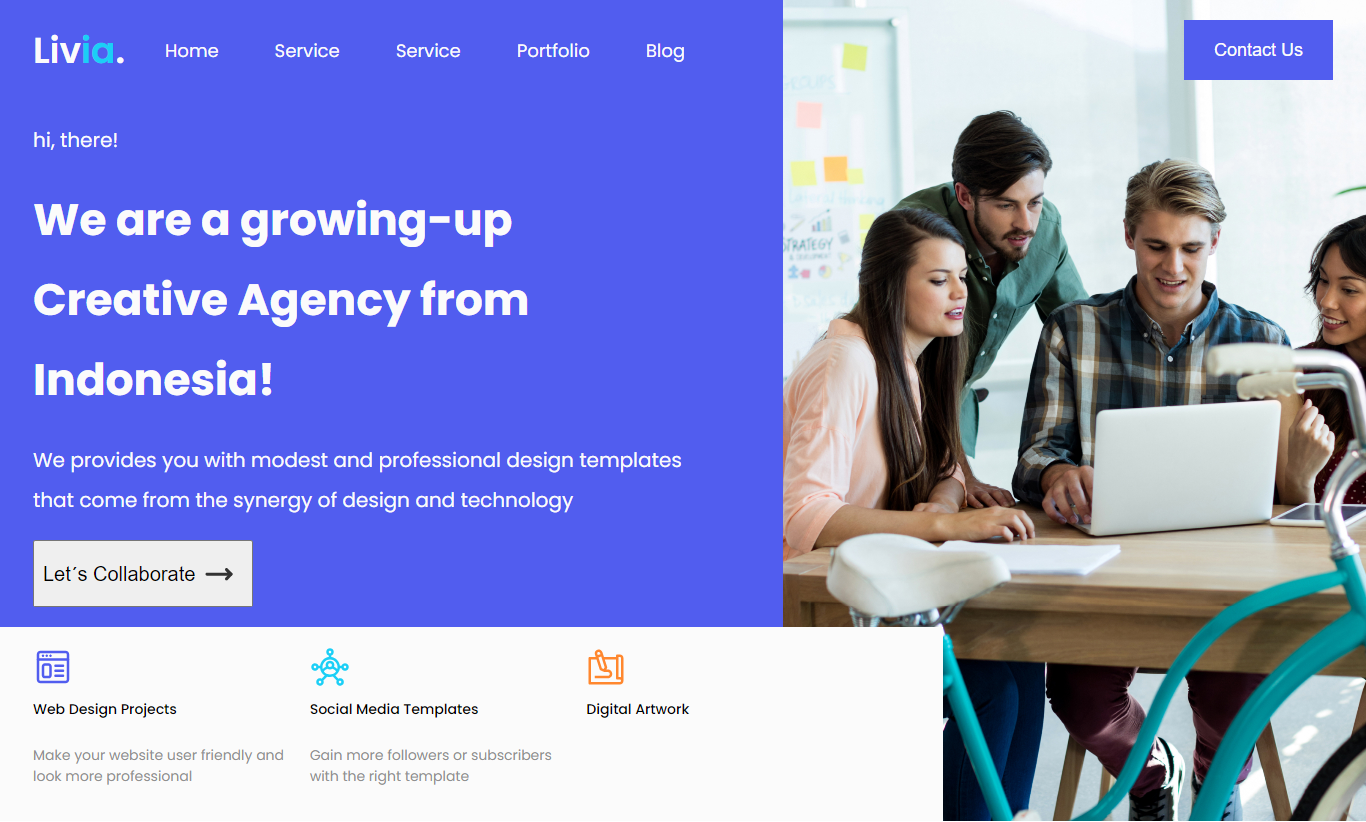 Livia.
Home
Service
Service
Portfolio
Blog
Contact Us
hi, there!
We are a growing-up
Creative Agency from
Indonesia!
We provides you with modest and professional design templates
that come from the synergy of design and technology
Let´s Collaborate
GROUPS
STRATEGY
& DEVELOPMENT
Web Design Projects
Make your website user friendly and
look more professional
Social Media Templates
Gain more followers or subscribers
with the right template
Digital Artwork